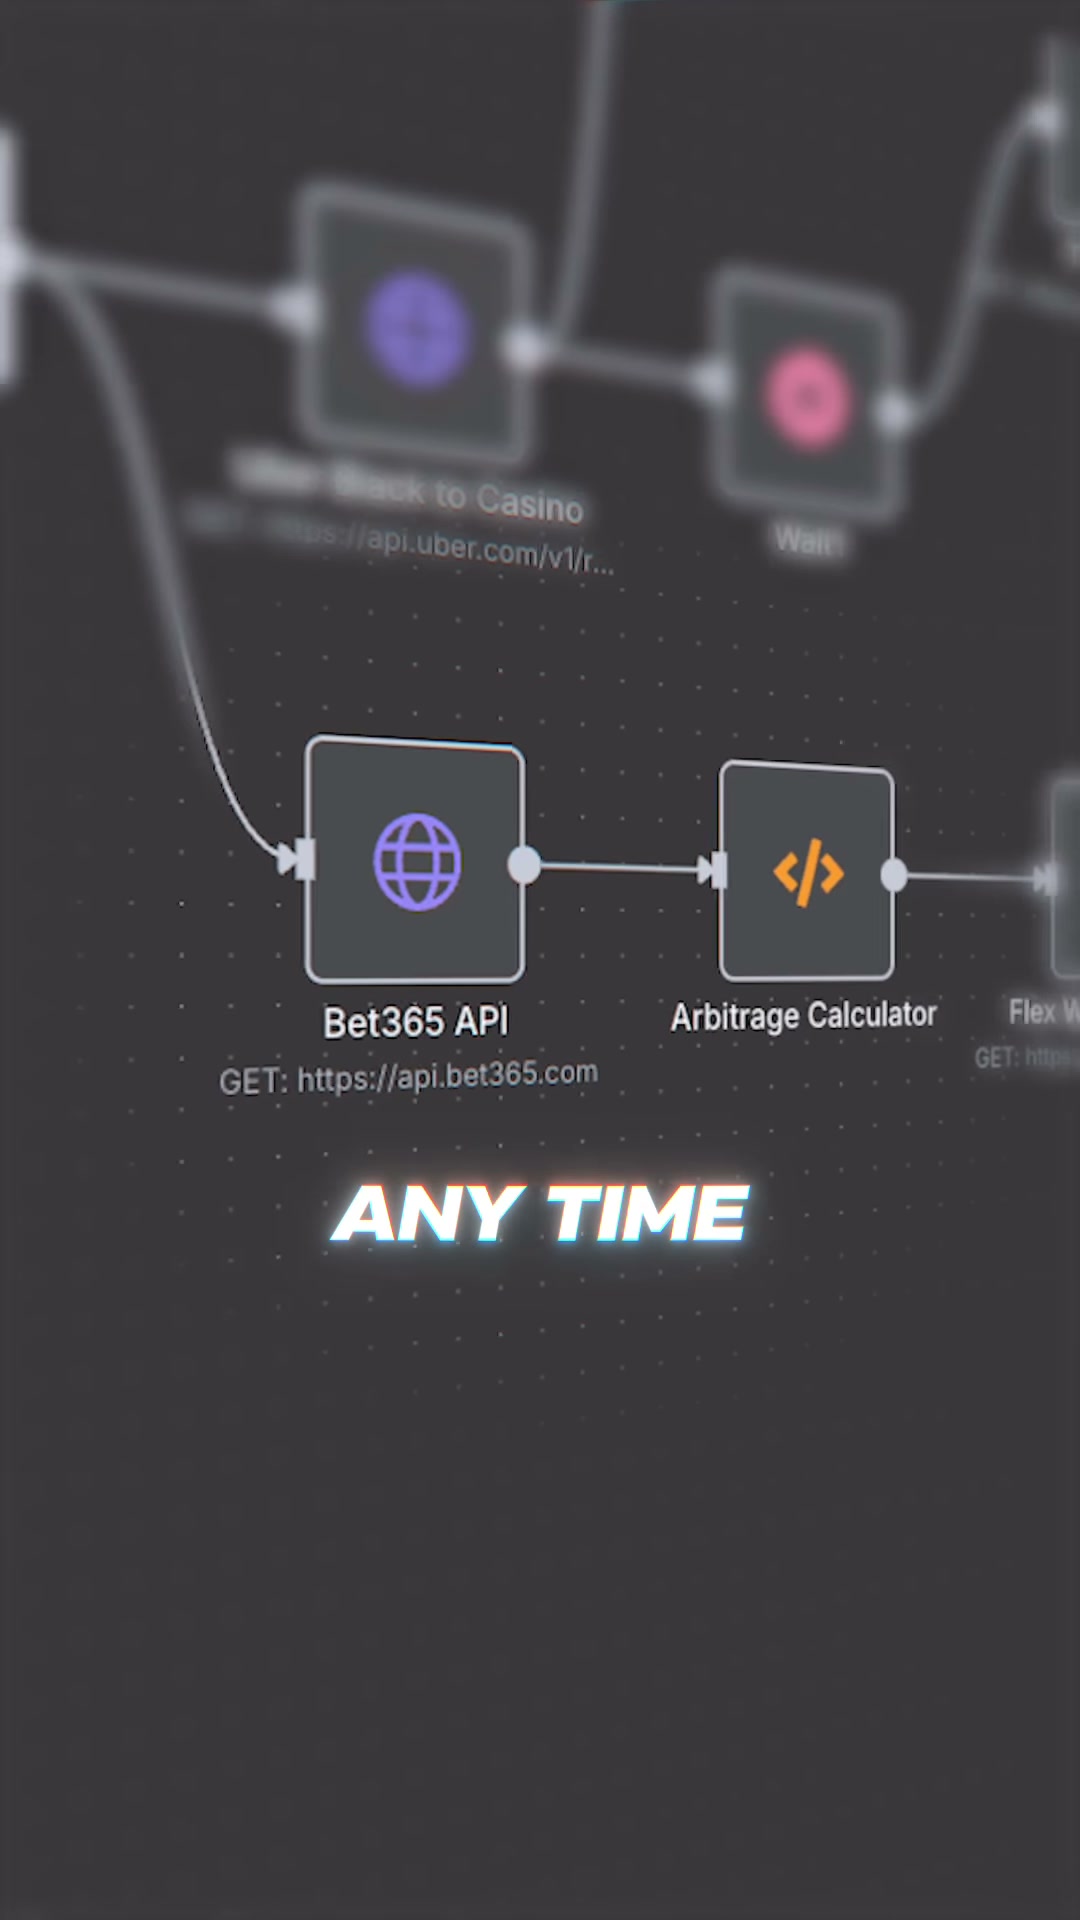 Black to Casino
https://api.uber.com/v1/r...
Wait
Bet365 API
GET: https://api.bet365.com
Arbitrage Calculator
Flex
GET: https
ANY TIME